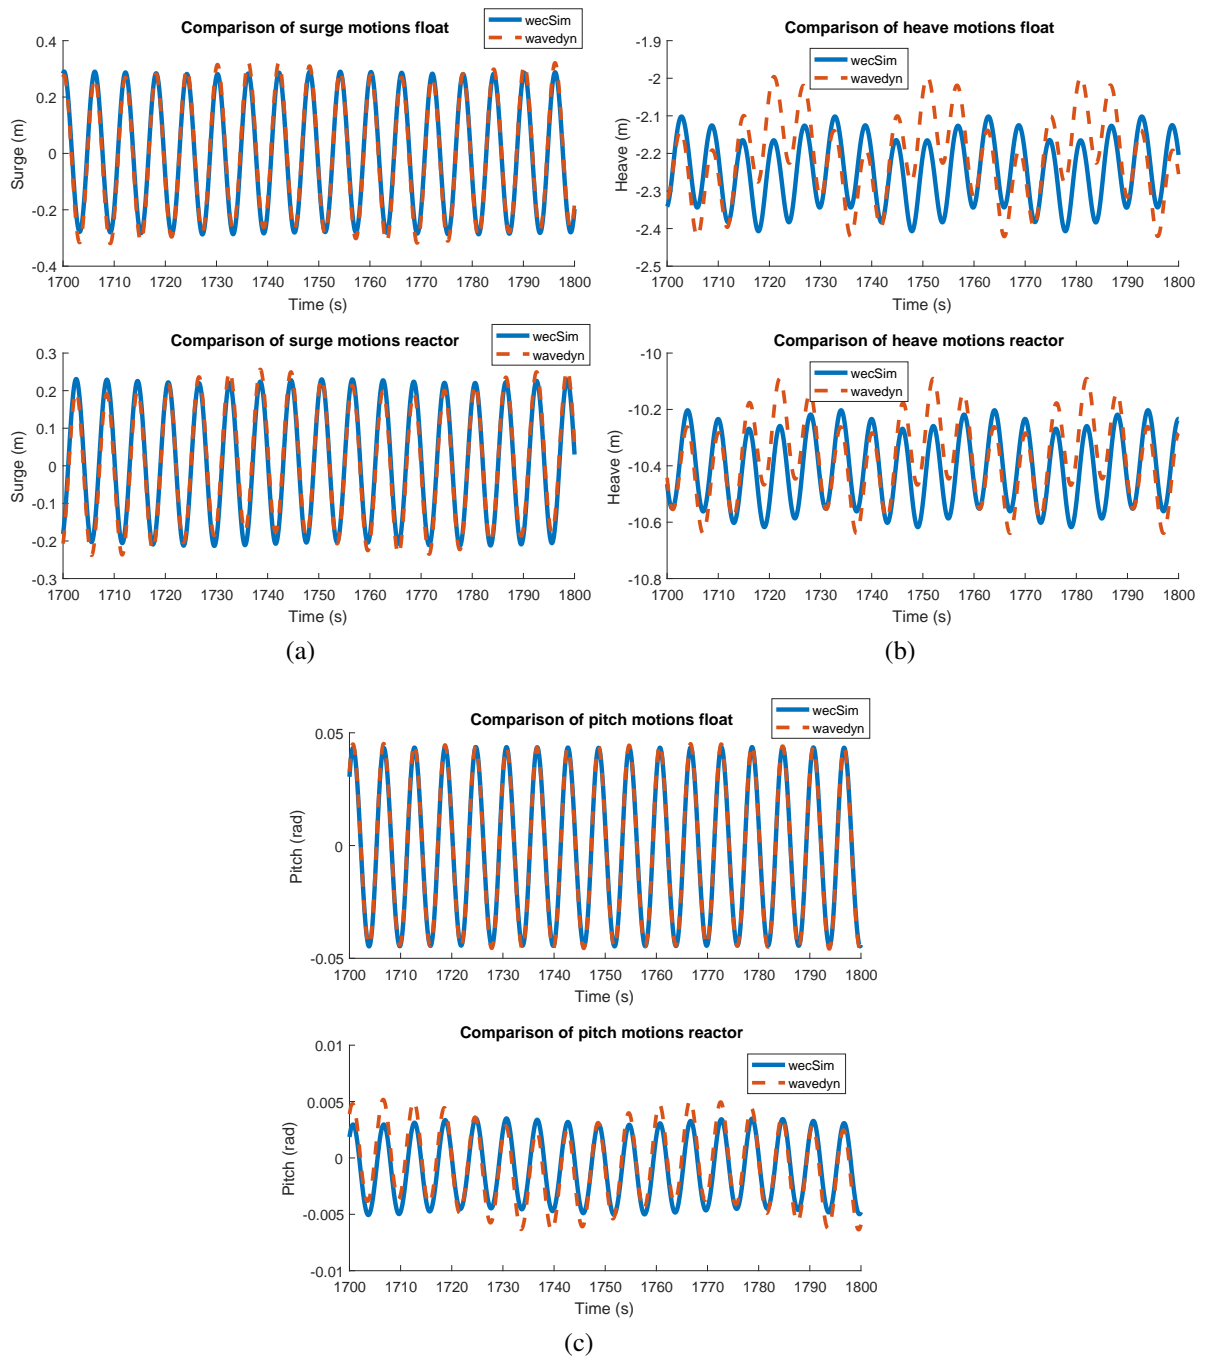 Comparison of surge motions float
wecSim
wavedyn
0.4
0.2
0
-0.2
-0.4
Surge (m)
1700 1710 1720 1730 1740 1750 1760 1770 1780 1790 1800
Time (s)
Comparison of surge motions reactor
wecSim
wavedyn
0.3
0.2
0.1
0
-0.1
-0.2
-0.3
Surge (m)
1700 1710 1720 1730 1740 1750 1760 1770 1780 1790 1800
Time (s)
(a)
Comparison of heave motions float
wecSim
wavedyn
-1.9
-2
-2.1
-2.2
-2.3
-2.4
-2.5
Heave (m)
1700 1710 1720 1730 1740 1750 1760 1770 1780 1790 1800
Time (s)
Comparison of heave motions reactor
wecSim
wavedyn
-10
-10.2
-10.4
-10.6
-10.8
Heave (m)
1700 1710 1720 1730 1740 1750 1760 1770 1780 1790 1800
Time (s)
(b)
Comparison of pitch motions float
wecSim
wavedyn
0.05
0
-0.05
Pitch (rad)
1700 1710 1720 1730 1740 1750 1760 1770 1780 1790 1800
Time (s)
Comparison of pitch motions reactor
wecSim
wavedyn
0.01
0.005
0
-0.005
-0.01
Pitch (rad)
1700 1710 1720 1730 1740 1750 1760 1770 1780 1790 1800
Time (s)
(c)